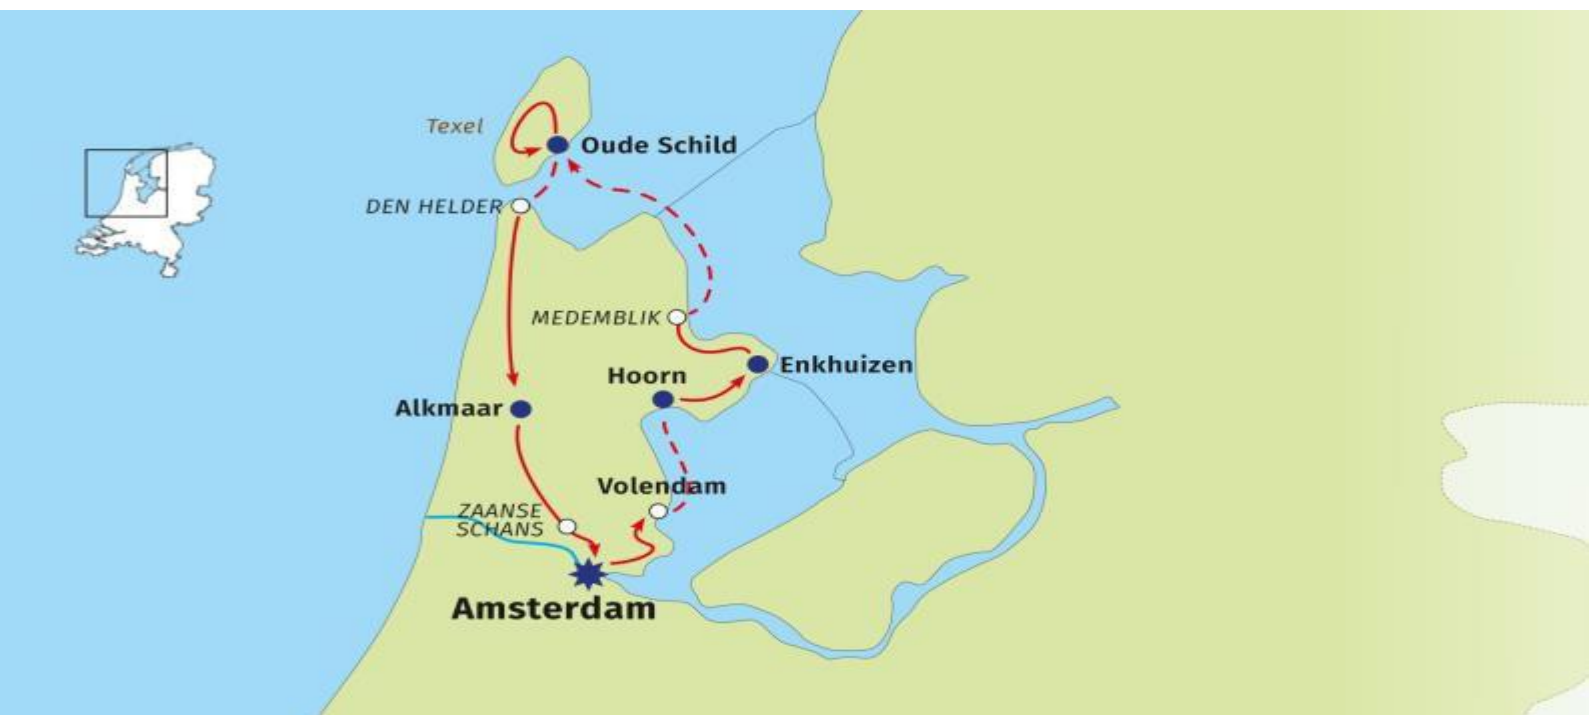 Texel
Oude Schild
DEN HELDER
MEDEMBLIK
Enkhuizen
Hoorn
Alkmaar
Volendam
ZAANSE
SCHANS
Amsterdam